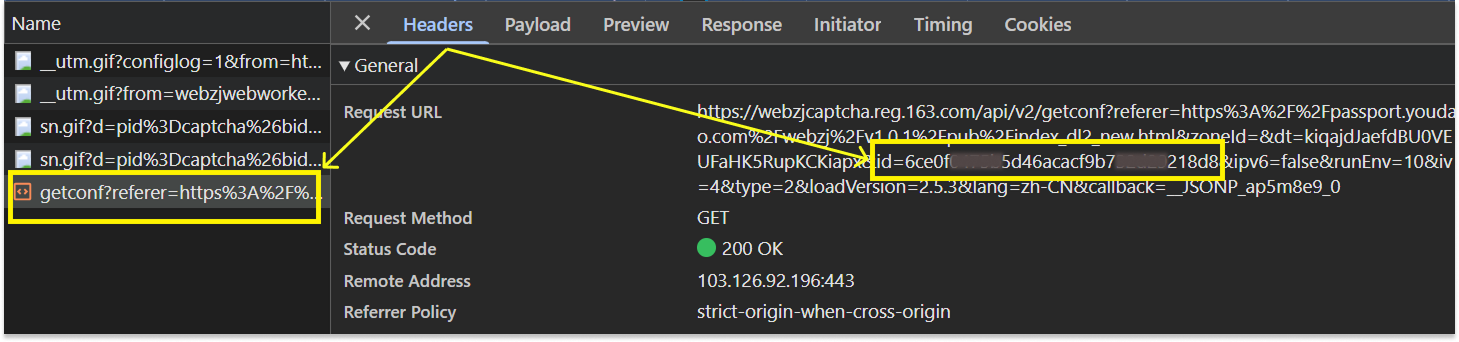 Name
__utm.gif?configlog=1&from=ht...
__utm.gif?from=webzjwebworke...
sn.gif?d=pid%3Dcaptcha%26bid...
sn.gif?d=pid%3Dcaptcha%26bid...
getconf?referer=https%3A%2F%...
Headers Payload Preview Response Initiator Timing Cookies
General
Request URL
https://webzjcaptcha.reg.163.com/api/v2/getconf?referer=https%3A%2F%2Fpassport.youda
o.com%2Fwebzj%2Fv1.0.1%2Fpub%2Findex_dl2_new.html&zoneId=&dt=kiqajdJaefdBU0VE
UFaHK5RupKCKiapx&id=6ce0f 5d46acacf9b7 218d8&ipv6=false&runEnv=10&iv
=4&type=2&loadVersion=2.5.3&lang=zh-CN&callback=__JSONP_ap5m8e9_0
Request Method
GET
Status Code
200 OK
Remote Address
103.126.92.196:443
Referrer Policy
strict-origin-when-cross-origin